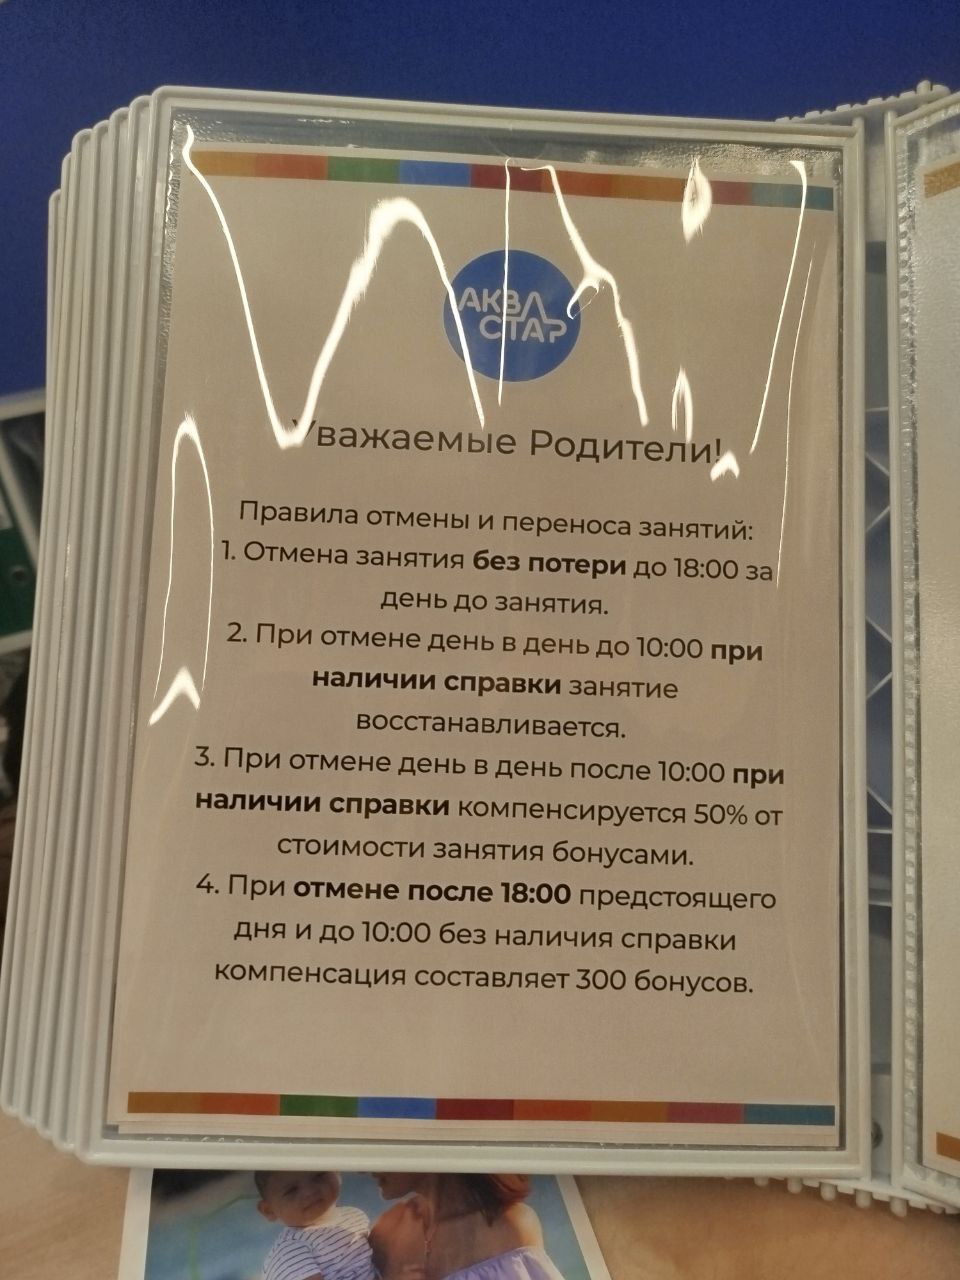 АКВА
СТАР
Уважаемые Родители!
Правила отмены и переноса занятий:
1. Отмена занятия без потери до 18:00 за
день до занятия.
2. При отмене день в день до 10:00 при
наличии справки занятие
восстанавливается.
3. При отмене день в день после 10:00 при
наличии справки компенсируется 50% от
стоимости занятия бонусами.
4. При отмене после 18:00 предстоящего
дня и до 10:00 без наличия справки
компенсация составляет 300 бонусов.